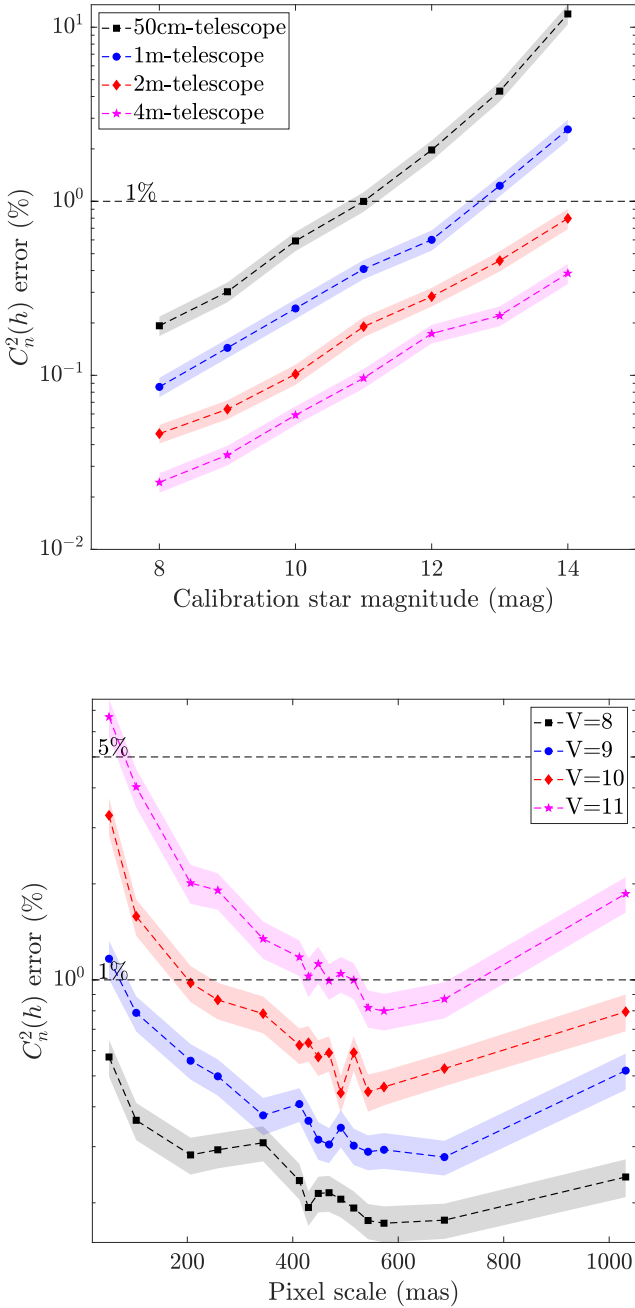 10^1
50cm-telescope
1m-telescope
2m-telescope
4m-telescope
1%
10^0
10^{-1}
10^{-2}
C_n^2(h) error (%)
8 10 12 14
Calibration star magnitude (mag)
V=8
V=9
V=10
V=11
5%
1%
10^0
C_n^2(h) error (%)
200 400 600 800 1000
Pixel scale (mas)